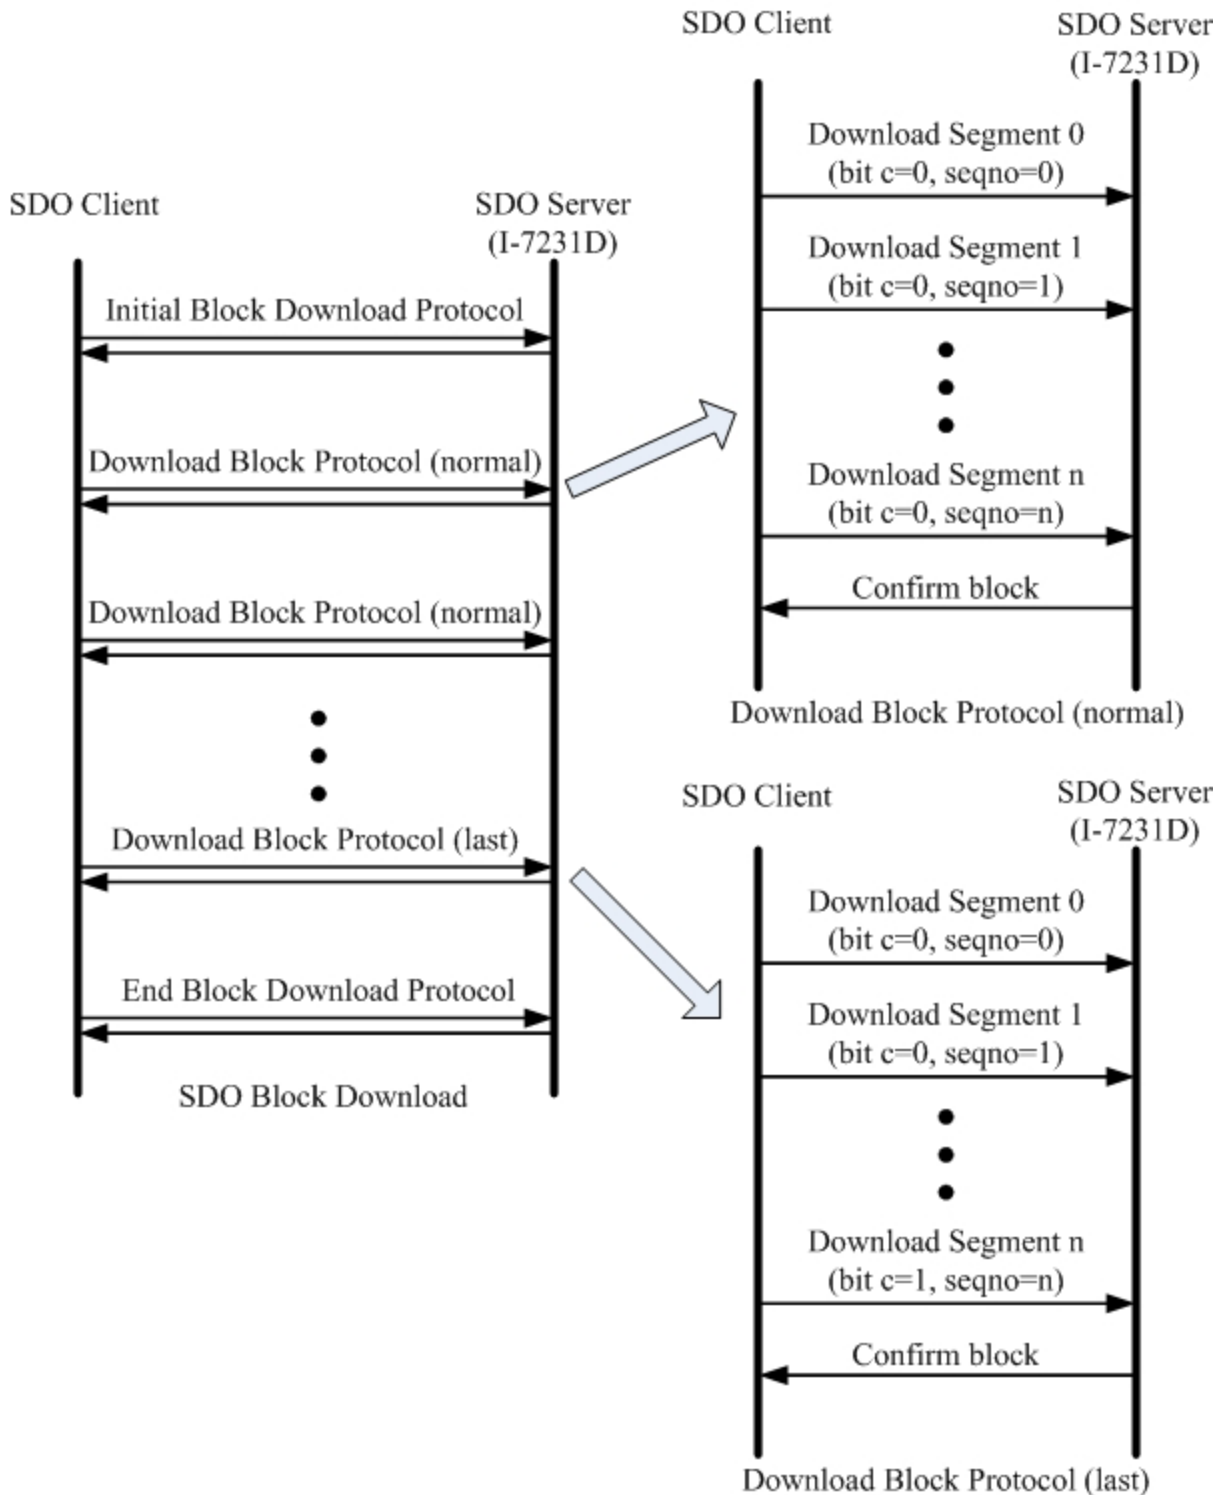 SDO Client
SDO Server
(I-7231D)
Initial Block Download Protocol
Download Block Protocol (normal)
Download Block Protocol (normal)
Download Block Protocol (last)
End Block Download Protocol
SDO Block Download
SDO Client
SDO Server
(I-7231D)
Download Segment 0
(bit c=0, seqno=0)
Download Segment 1
(bit c=0, seqno=1)
Download Segment n
(bit c=0, seqno=n)
Confirm block
Download Block Protocol (normal)
SDO Client
SDO Server
(I-7231D)
Download Segment 0
(bit c=0, seqno=0)
Download Segment 1
(bit c=0, seqno=1)
Download Segment n
(bit c=1, seqno=n)
Confirm block
Download Block Protocol (last)